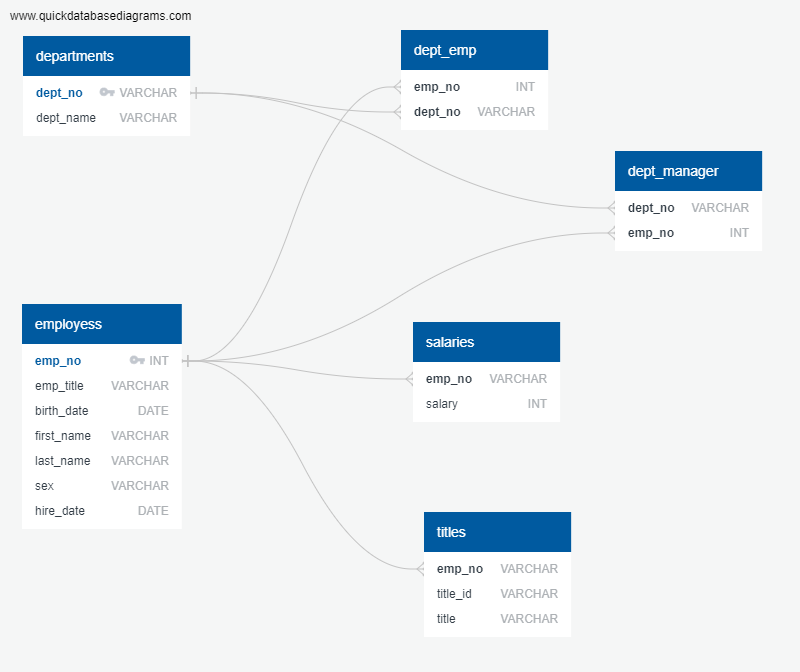 www.quickdatabasediagrams.com
departments
dept_no VARCHAR
dept_name VARCHAR
dept_emp
emp_no INT
dept_no VARCHAR
dept_manager
dept_no VARCHAR
emp_no INT
employess
emp_no INT
emp_title VARCHAR
birth_date DATE
first_name VARCHAR
last_name VARCHAR
sex VARCHAR
hire_date DATE
salaries
emp_no VARCHAR
salary INT
titles
emp_no VARCHAR
title_id VARCHAR
title VARCHAR